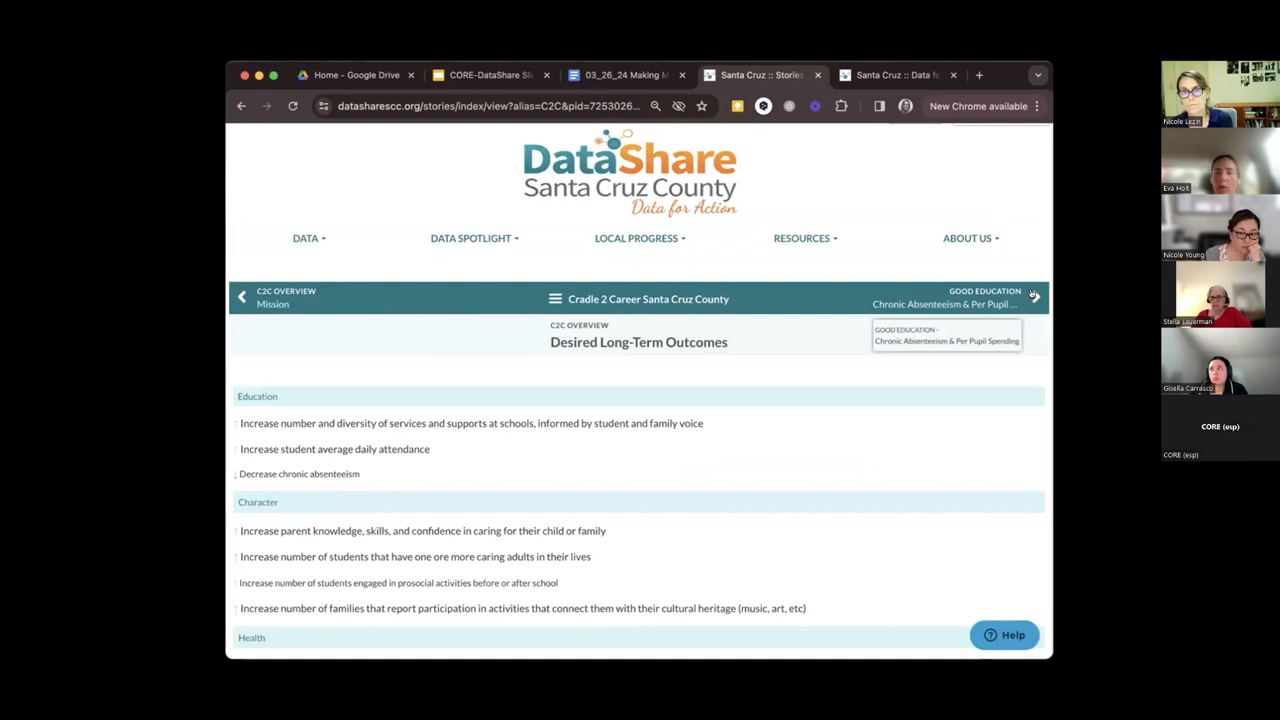 Home - Google Drive
CORE-DataShare Sl
03_26_24 Making M
Santa Cruz :: Stories
Santa Cruz :: Data fo
datasharescc.org/stories/index/view?alias=C2C&pid=7253026...
New Chrome available
DataShare
Santa Cruz County
Data for Action
DATA
DATA SPOTLIGHT
LOCAL PROGRESS
RESOURCES
ABOUT US
C2C OVERVIEW
Mission
Cradle 2 Career Santa Cruz County
GOOD EDUCATION
Chronic Absenteeism & Per Pupil ...
C2C OVERVIEW
Desired Long-Term Outcomes
GOOD EDUCATION -
Chronic Absenteeism & Per Pupil Spending
Education
↑ Increase number and diversity of services and supports at schools, informed by student and family voice
↑ Increase student average daily attendance
↓ Decrease chronic absenteeism
Character
↑ Increase parent knowledge, skills, and confidence in caring for their child or family
↑ Increase number of students that have one ore more caring adults in their lives
↑ Increase number of students engaged in prosocial activities before or after school
↑ Increase number of families that report participation in activities that connect them with their cultural heritage (music, art, etc)
Health
Help
Nicole Lezin
Eva Holt
Nicole Young
Stella Lauerman
Gisella Carrasco
CORE (esp)
CORE (esp)